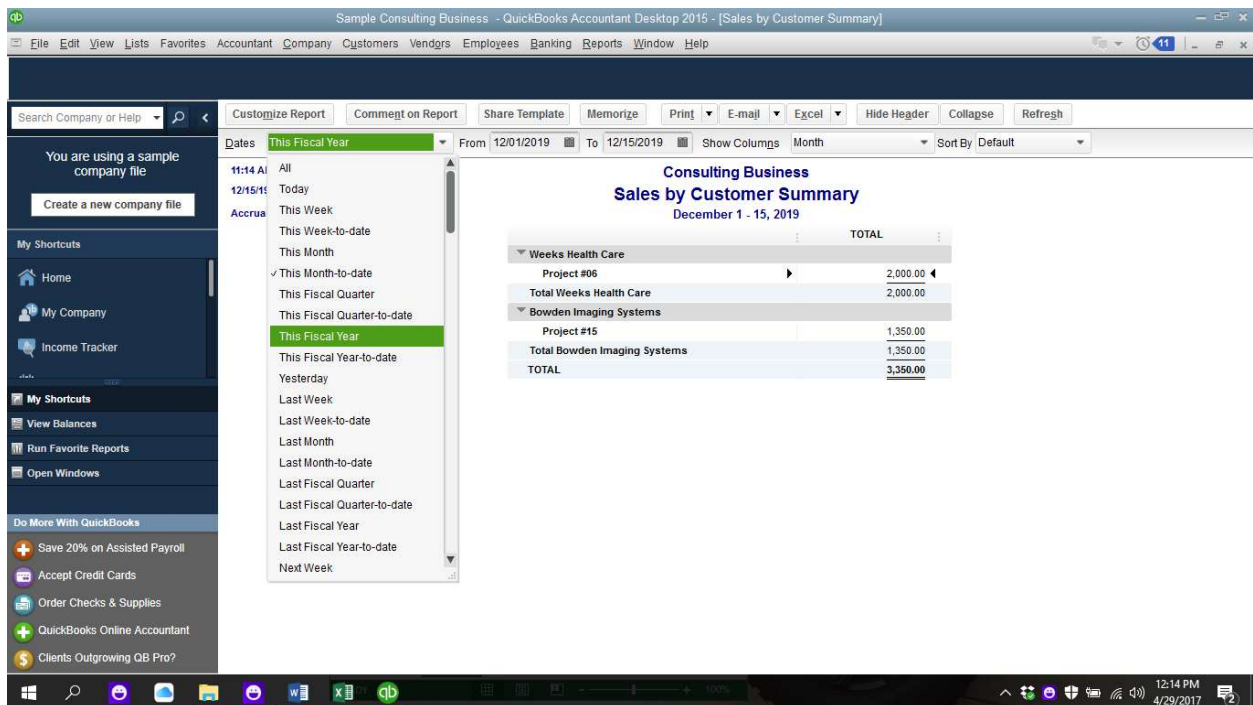 qb
Sample Consulting Business - QuickBooks Accountant Desktop 2015 - [Sales by Customer Summary]
File Edit View Lists Favorites Accountant Company Customers Vendors Employees Banking Reports Window Help
11
Search Company or Help
Customize Report Comment on Report Share Template Memorize Print E-mail Excel Hide Header Collapse Refresh
Dates This Fiscal Year From 12/01/2019 To 12/15/2019 Show Columns Month Sort By Default
You are using a sample
company file
Create a new company file
My Shortcuts
Home
My Company
Income Tracker
My Shortcuts
View Balances
Run Favorite Reports
Open Windows
Do More With QuickBooks
Save 20% on Assisted Payroll
Accept Credit Cards
Order Checks & Supplies
QuickBooks Online Accountant
Clients Outgrowing QB Pro?
11:14 A
12/15/1
Accrua
All
Today
This Week
This Week-to-date
This Month
✓ This Month-to-date
This Fiscal Quarter
This Fiscal Quarter-to-date
This Fiscal Year
This Fiscal Year-to-date
Yesterday
Last Week
Last Week-to-date
Last Month
Last Month-to-date
Last Fiscal Quarter
Last Fiscal Quarter-to-date
Last Fiscal Year
Last Fiscal Year-to-date
Next Week
Consulting Business
Sales by Customer Summary
December 1 - 15, 2019
TOTAL
Weeks Health Care
Project #06 2,000.00
Total Weeks Health Care 2,000.00
Bowden Imaging Systems
Project #15 1,350.00
Total Bowden Imaging Systems 1,350.00
TOTAL 3,350.00
100%
12:14 PM
4/29/2017
2